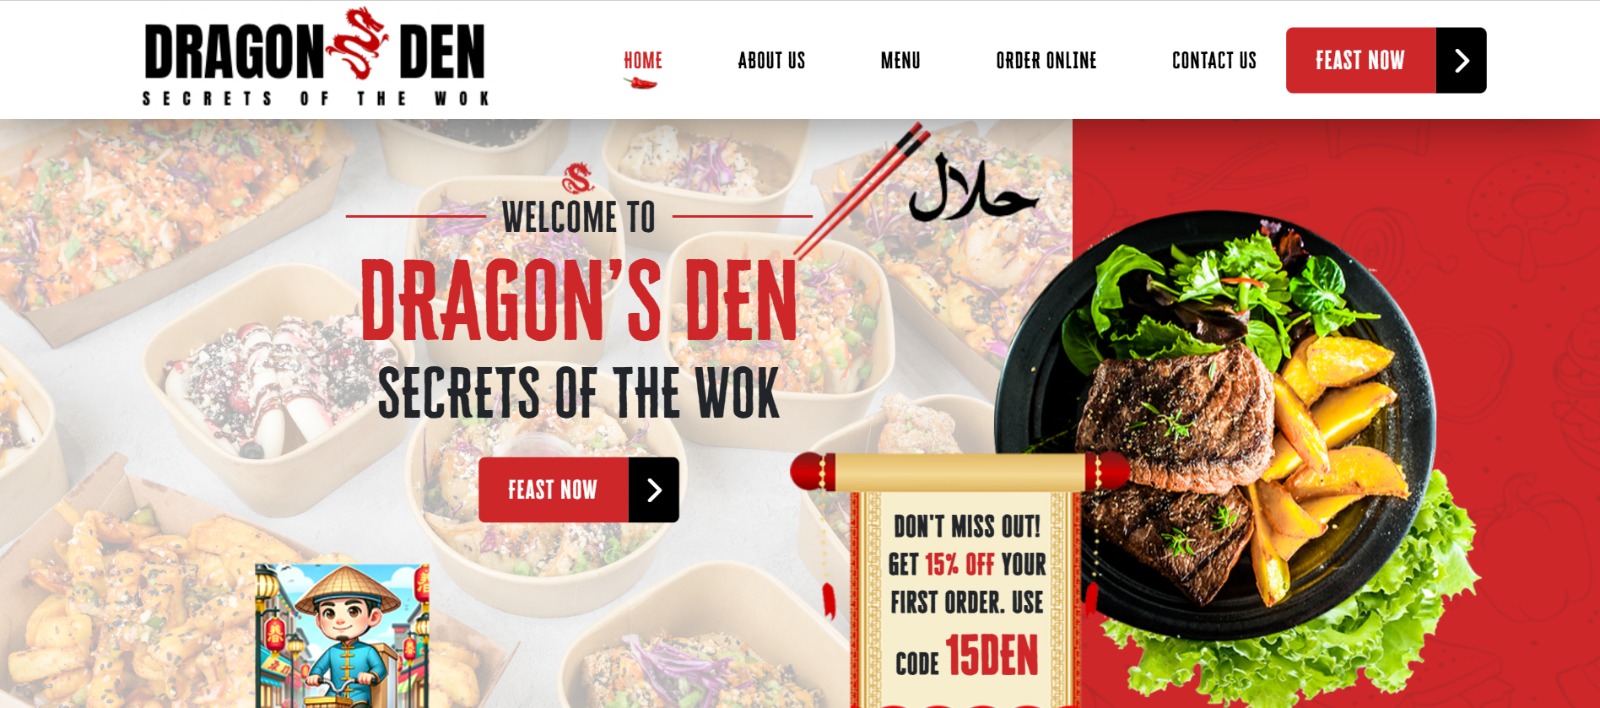 DRAGON DEN
SECRETS OF THE WOK
HOME
ABOUT US
MENU
ORDER ONLINE
CONTACT US
FEAST NOW
WELCOME TO
DRAGON'S DEN
SECRETS OF THE WOK
FEAST NOW
حلال
DON'T MISS OUT!
GET 15% OFF YOUR
FIRST ORDER. USE
CODE 15DEN